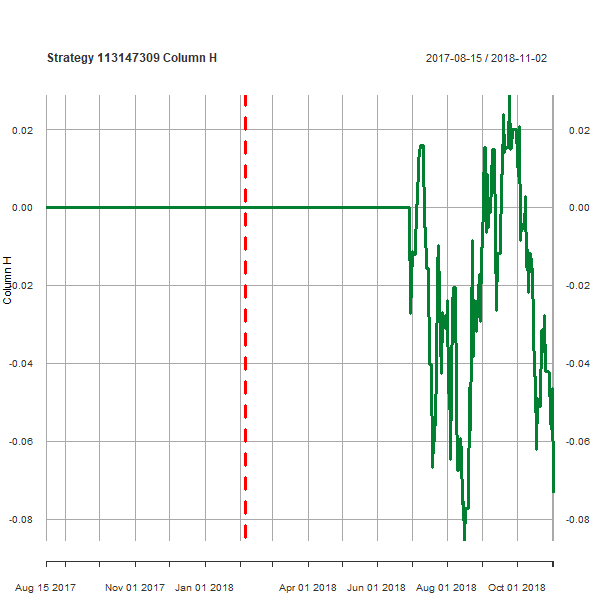 Strategy 113147309 Column H
2017-08-15 / 2018-11-02
0.02
0.02
0.00
0.00
Column H
-0.02
-0.02
-0.04
-0.04
-0.06
-0.06
-0.08
-0.08
Aug 15 2017
Nov 01 2017
Jan 01 2018
Apr 01 2018
Jun 01 2018
Aug 01 2018
Oct 01 2018